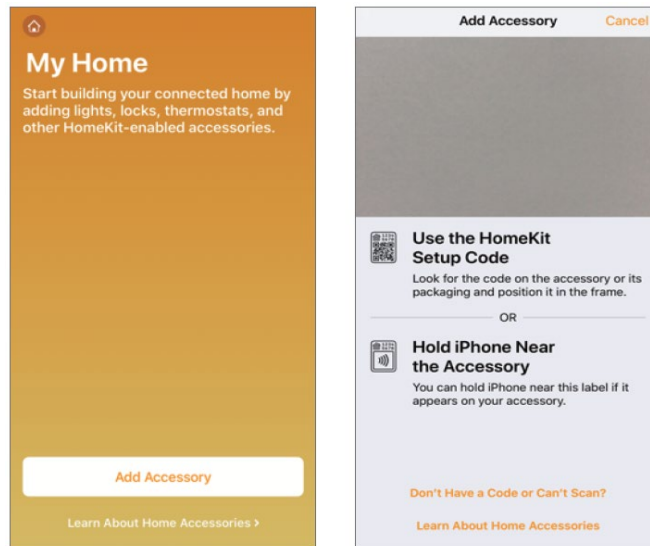 My Home
Start building your connected home by
adding lights, locks, thermostats, and
other HomeKit-enabled accessories.
Add Accessory
Learn About Home Accessories >
Add Accessory
Cancel
Use the HomeKit
Setup Code
Look for the code on the accessory or its
packaging and position it in the frame.
OR
Hold iPhone Near
the Accessory
You can hold iPhone near this label if it
appears on your accessory.
Don't Have a Code or Can't Scan?
Learn About Home Accessories